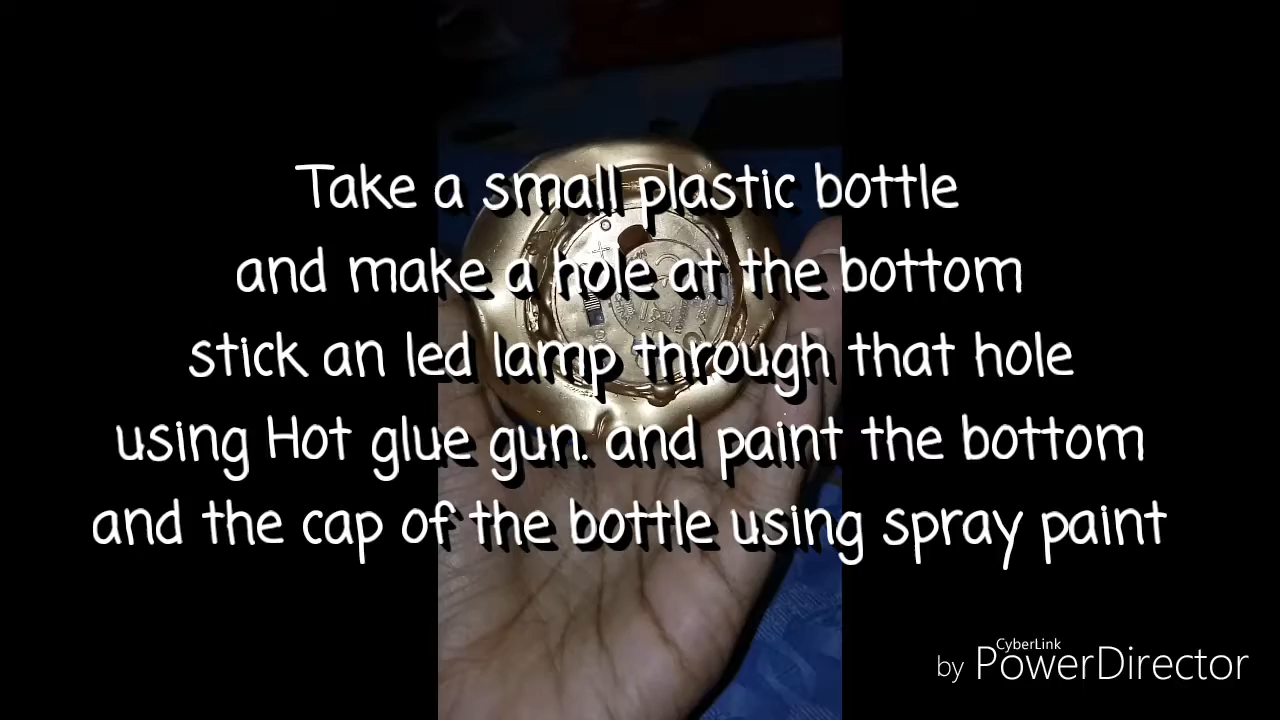 Take a small plastic bottle
and make a hole at the bottom
stick an led lamp through that hole
using Hot glue gun. and paint the bottom
and the cap of the bottle using spray paint
CyberLink
by PowerDirector